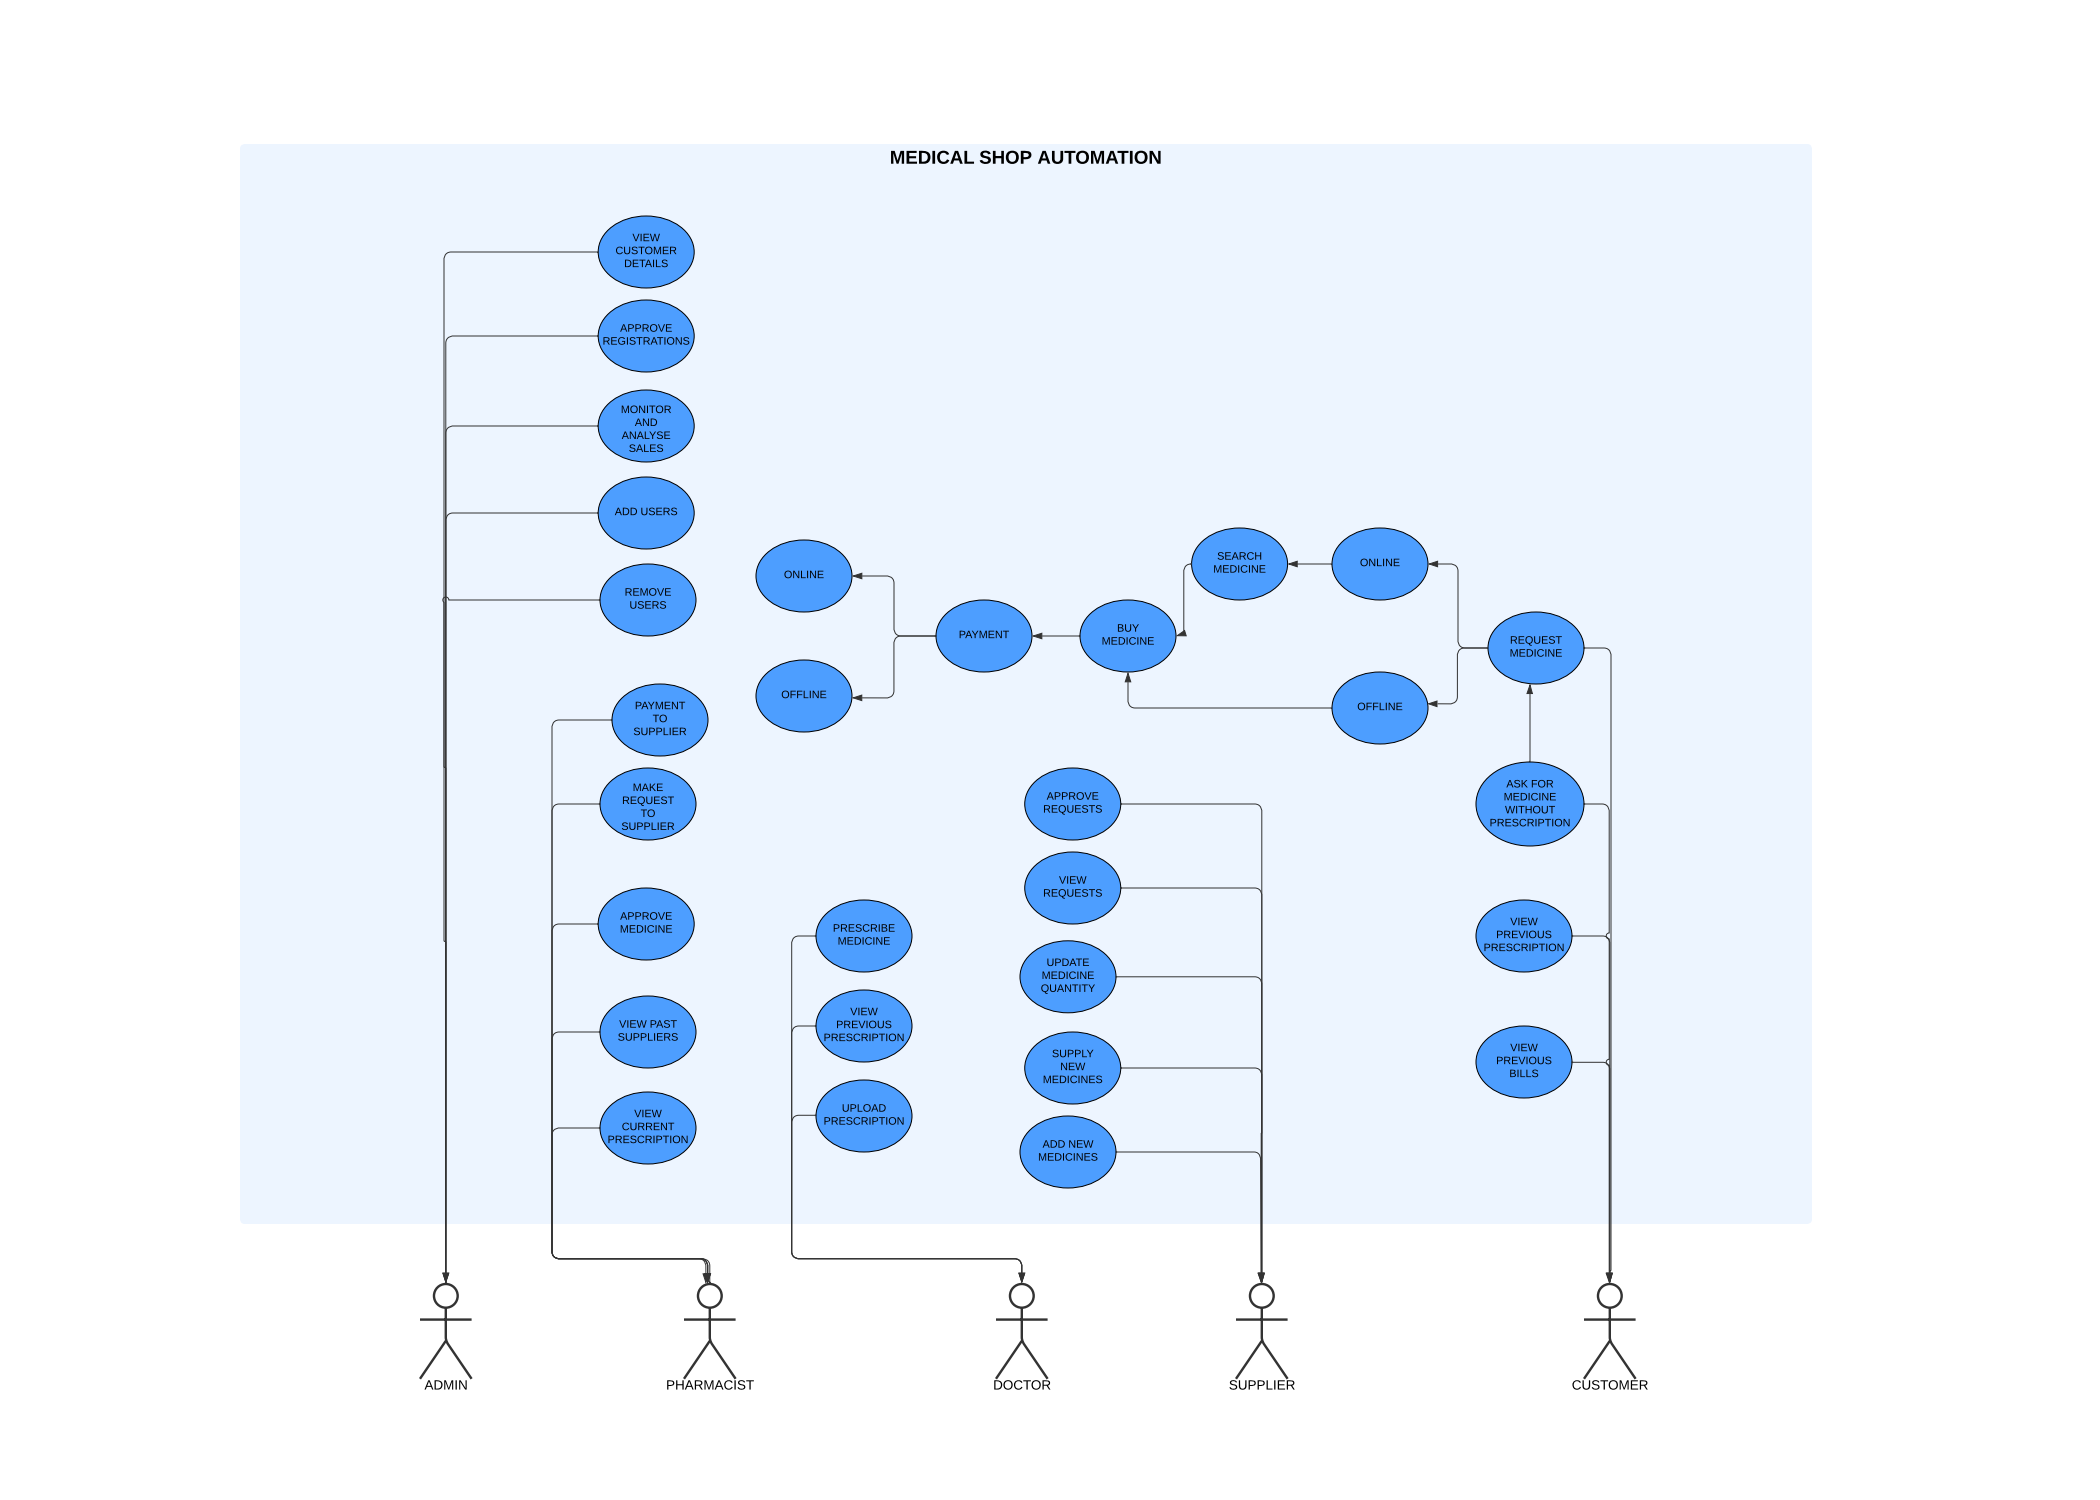 MEDICAL SHOP AUTOMATION
VIEW
CUSTOMER
DETAILS
APPROVE
REGISTRATIONS
MONITOR
AND
ANALYSE
SALES
ADD USERS
REMOVE
USERS
PAYMENT
TO
SUPPLIER
MAKE
REQUEST
TO
SUPPLIER
APPROVE
MEDICINE
VIEW PAST
SUPPLIERS
VIEW
CURRENT
PRESCRIPTION
ONLINE
OFFLINE
PAYMENT
BUY
MEDICINE
SEARCH
MEDICINE
ONLINE
OFFLINE
REQUEST
MEDICINE
ASK FOR
MEDICINE
WITHOUT
PRESCRIPTION
VIEW
PREVIOUS
PRESCRIPTION
VIEW
PREVIOUS
BILLS
PRESCRIBE
MEDICINE
VIEW
PREVIOUS
PRESCRIPTION
UPLOAD
PRESCRIPTION
APPROVE
REQUESTS
VIEW
REQUESTS
UPDATE
MEDICINE
QUANTITY
SUPPLY
NEW
MEDICINES
ADD NEW
MEDICINES
ADMIN
PHARMACIST
DOCTOR
SUPPLIER
CUSTOMER